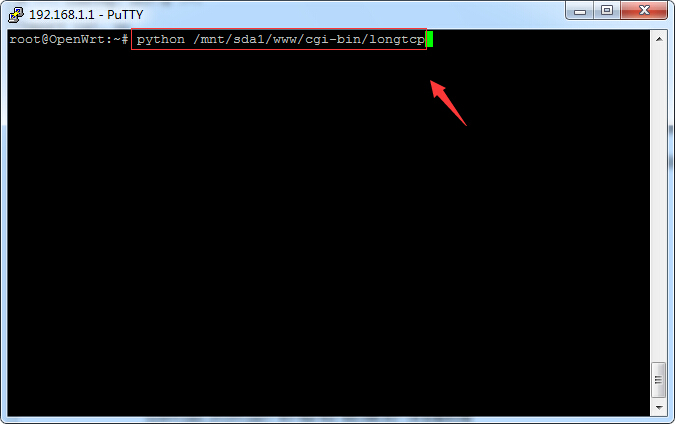 192.168.1.1 - PuTTY
root@OpenWrt:~# python /mnt/sda1/www/cgi-bin/longtcp